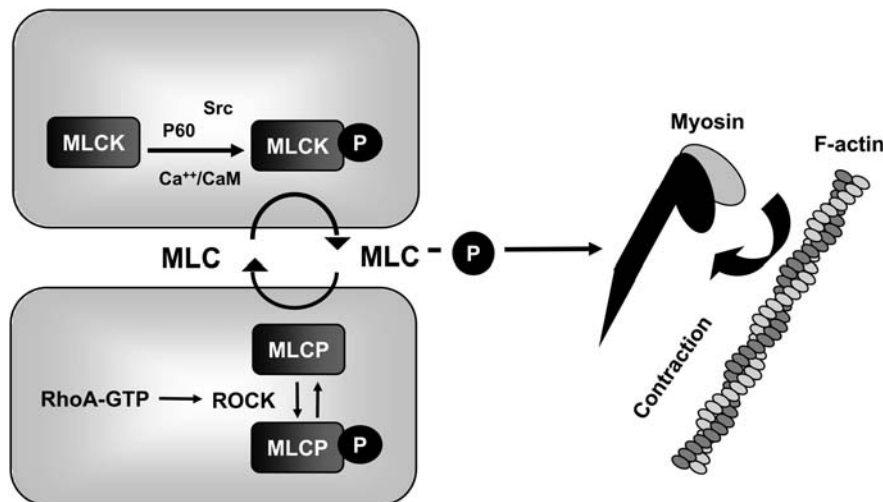 Src
P60
MLCK
MLCK
P
Ca++/CaM
MLC
MLC
P
MLCP
RhoA-GTP
ROCK
MLCP
P
Myosin
F-actin
Contraction